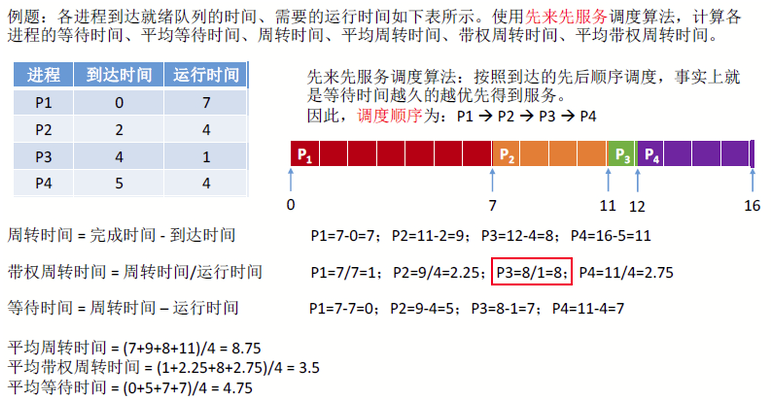 例题：各进程到达就绪队列的时间、需要的运行时间如下表所示。使用先来先服务调度算法，计算各
进程的等待时间、平均等待时间、周转时间、平均周转时间、带权周转时间、平均带权周转时间。
进程 到达时间 运行时间
P1 0 7
P2 2 4
P3 4 1
P4 5 4
先来先服务调度算法：按照到达的先后顺序调度，事实上就
是等待时间越久的越优先得到服务。
因此，调度顺序为：P1 → P2 → P3 → P4
P1 P2 P3 P4
0 7 11 12 16
周转时间 = 完成时间 - 到达时间 P1=7-0=7；P2=11-2=9；P3=12-4=8；P4=16-5=11
带权周转时间 = 周转时间/运行时间 P1=7/7=1；P2=9/4=2.25；P3=8/1=8；P4=11/4=2.75
等待时间 = 周转时间 – 运行时间 P1=7-7=0；P2=9-4=5；P3=8-1=7；P4=11-4=7
平均周转时间 = (7+9+8+11)/4 = 8.75
平均带权周转时间 = (1+2.25+8+2.75)/4 = 3.5
平均等待时间 = (0+5+7+7)/4 = 4.75